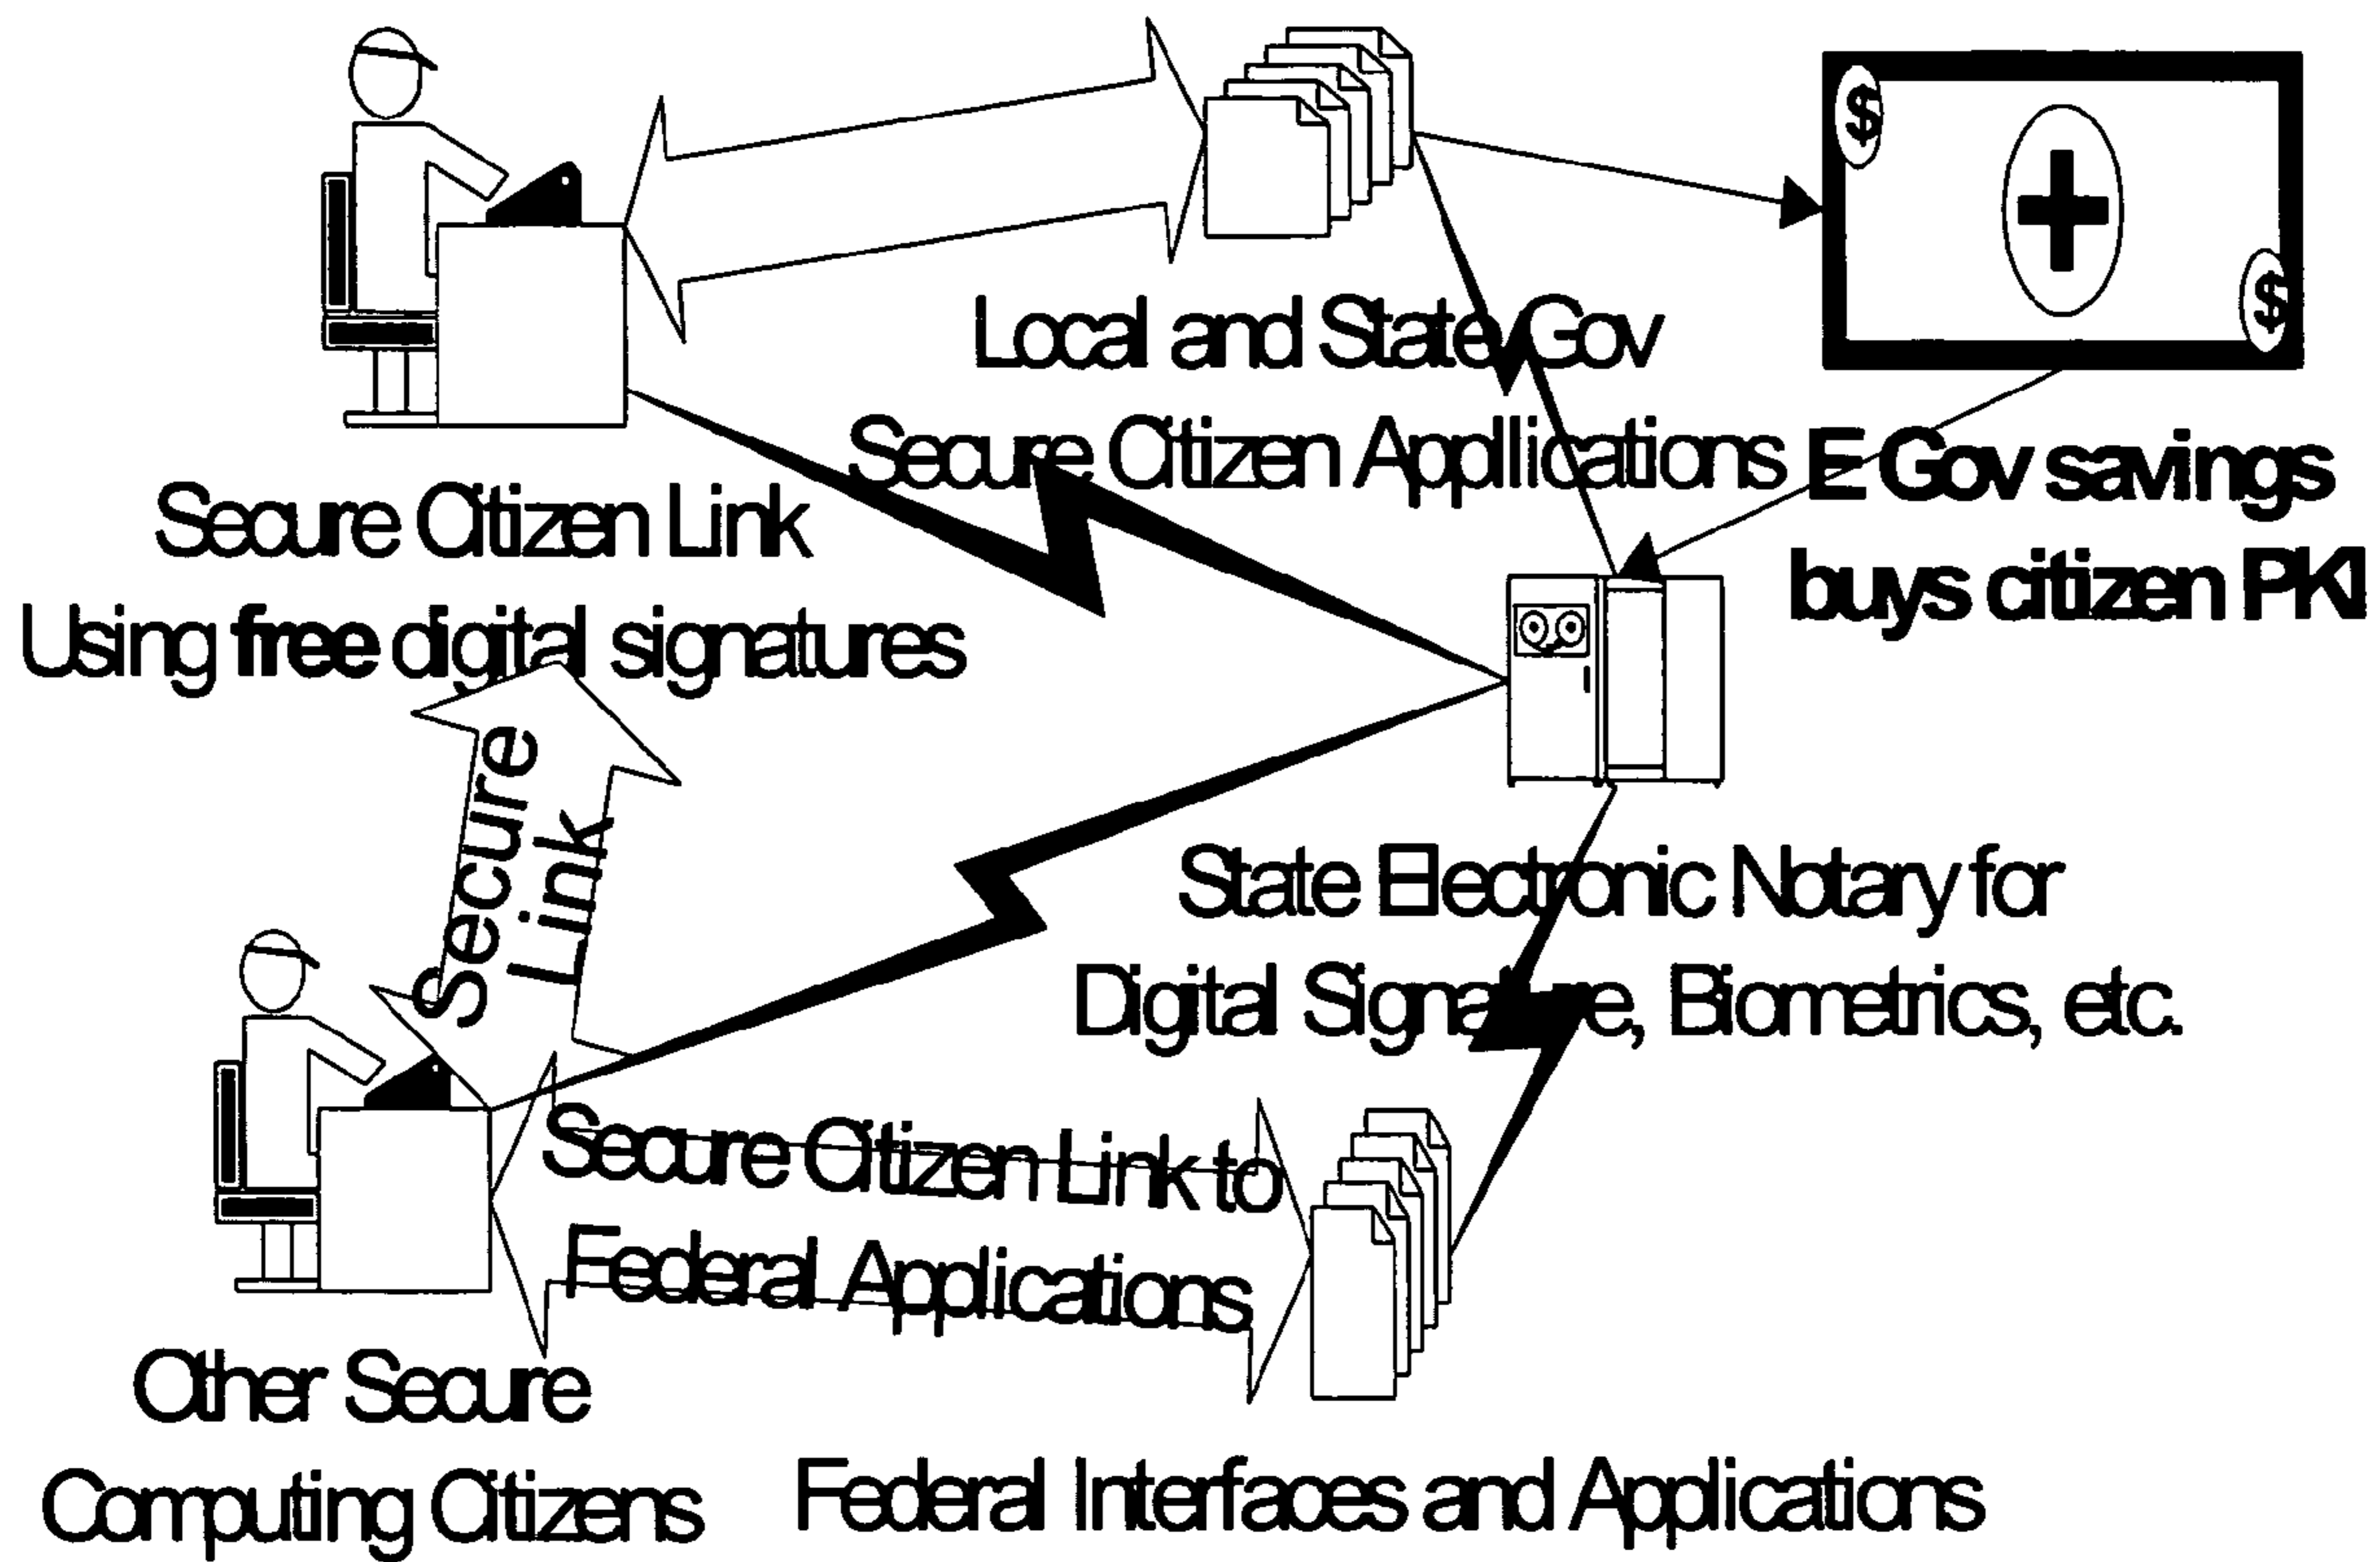 $
$
Local and State Gov
Secure Citizen Appllications
E Gov savings
buys citizen PKI
Secure Citizen Link
Using free digital signatures
Secure
Link
State Electronic Notary for
Digital Signature, Biometrics, etc.
Secure Citizen Link to
Federal Applications
Other Secure
Computing Citizens
Federal Interfaces and Applications